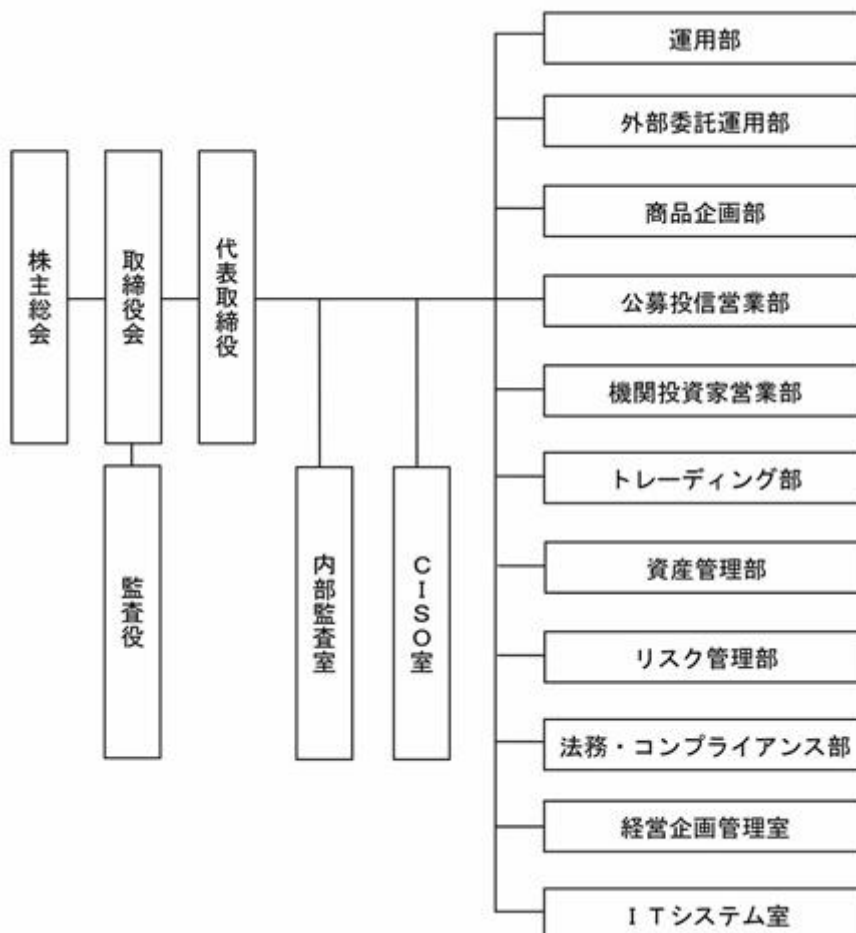 株主総会
取締役会
代表取締役
監査役
内部監査室
CISO室
運用部
外部委託運用部
商品企画部
公募投信営業部
機関投資家営業部
トレーディング部
資産管理部
リスク管理部
法務・コンプライアンス部
経営企画管理室
ITシステム室